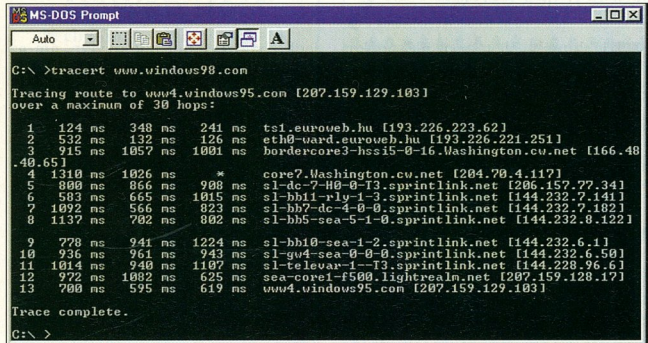 MS-DOS Prompt
Auto
A
C:\ >tracert www.windows98.com
Tracing route to www4.windows95.com [207.159.129.103]
over a maximum of 30 hops:
1 124 ms 348 ms 241 ms ts1.euroweb.hu [193.226.223.62]
2 532 ms 132 ms 126 ms eth0-ward.euroweb.hu [193.226.221.251]
3 915 ms 1057 ms 1001 ms bordercore3-hssi5-0-16.Washington.cw.net [166.48
.40.65]
4 1310 ms 1026 ms * core7.Washington.cw.net [204.70.4.117]
5 800 ms 866 ms 908 ms sl-dc-7-H0-0-T3.sprintlink.net [206.157.77.34]
6 583 ms 665 ms 1015 ms sl-bb11-rly-1-3.sprintlink.net [144.232.7.141]
7 1092 ms 566 ms 823 ms sl-bb7-dc-4-0-0.sprintlink.net [144.232.7.182]
8 1137 ms 702 ms 802 ms sl-bb5-sea-5-1-0.sprintlink.net [144.232.8.122]
9 778 ms 941 ms 1224 ms sl-bb10-sea-1-2.sprintlink.net [144.232.6.1]
10 936 ms 961 ms 943 ms sl-gw4-sea-0-0-0.sprintlink.net [144.232.6.50]
11 1014 ms 940 ms 1107 ms sl-televar-1--T3.sprintlink.net [144.228.96.6]
12 972 ms 1082 ms 625 ms sea-core1-f500.lightrealm.net [207.159.128.17]
13 700 ms 595 ms 619 ms www4.windows95.com [207.159.129.103]
Trace complete.
C:\ >